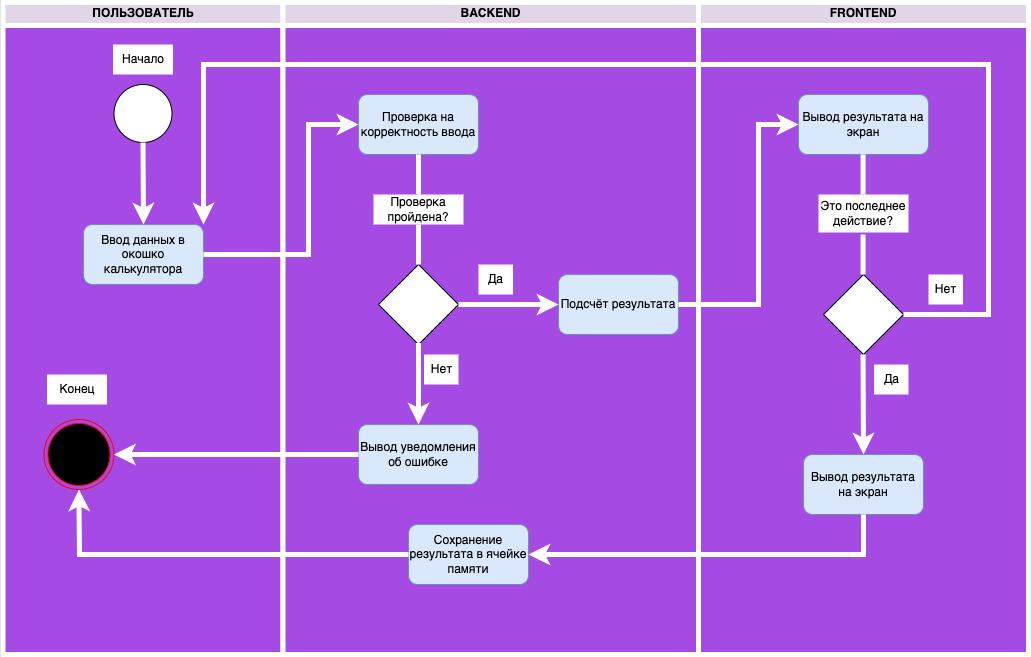 ПОЛЬЗОВАТЕЛЬ
BACKEND
FRONTEND
Начало
Ввод данных в
окошко
калькулятора
Проверка на
корректность ввода
Проверка
пройдена?
Да
Подсчёт результата
Нет
Вывод уведомления
об ошибке
Вывод результата на
экран
Это последнее
действие?
Нет
Да
Вывод результата
на экран
Сохранение
результата в ячейке
памяти
Конец